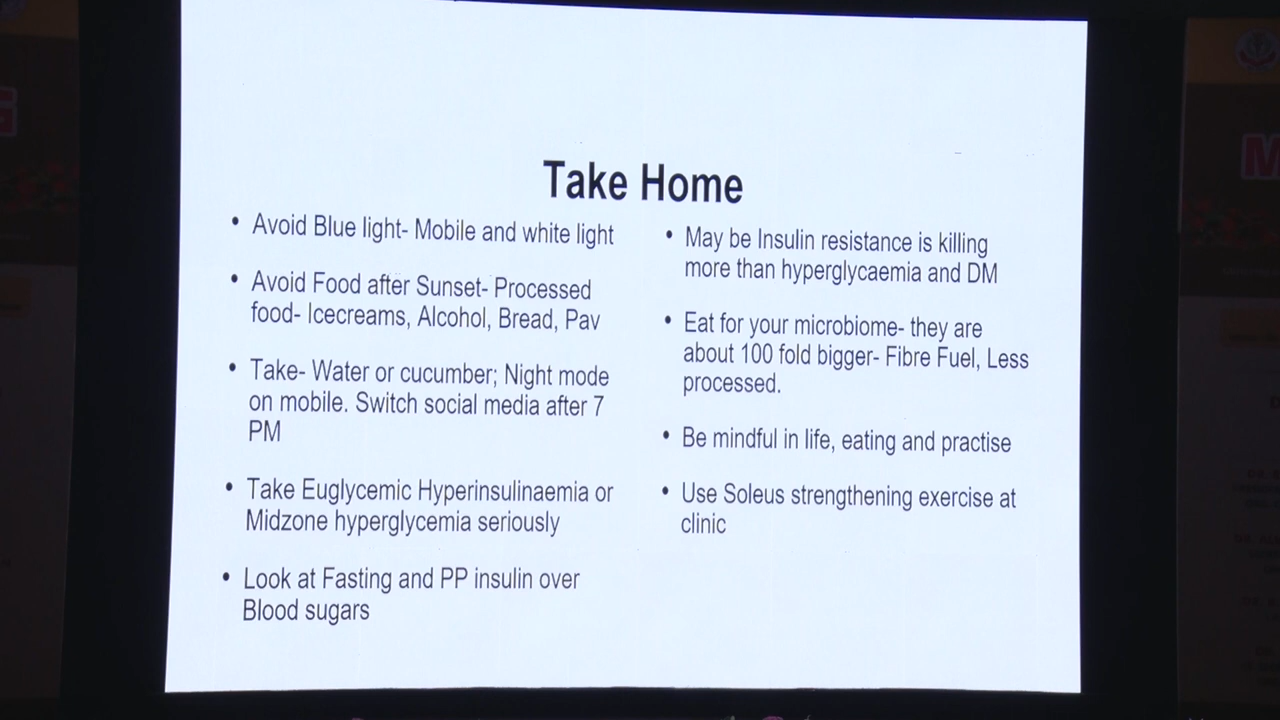 Take Home
• Avoid Blue light- Mobile and white light
• Avoid Food after Sunset- Processed
food- Icecreams, Alcohol, Bread, Pav
• Take- Water or cucumber; Night mode
on mobile. Switch social media after 7
PM
• Take Euglycemic Hyperinsulinaemia or
Midzone hyperglycemia seriously
• Look at Fasting and PP insulin over
Blood sugars
• May be Insulin resistance is killing
more than hyperglycaemia and DM
• Eat for your microbiome- they are
about 100 fold bigger- Fibre Fuel, Less
processed.
• Be mindful in life, eating and practise
• Use Soleus strengthening exercise at
clinic